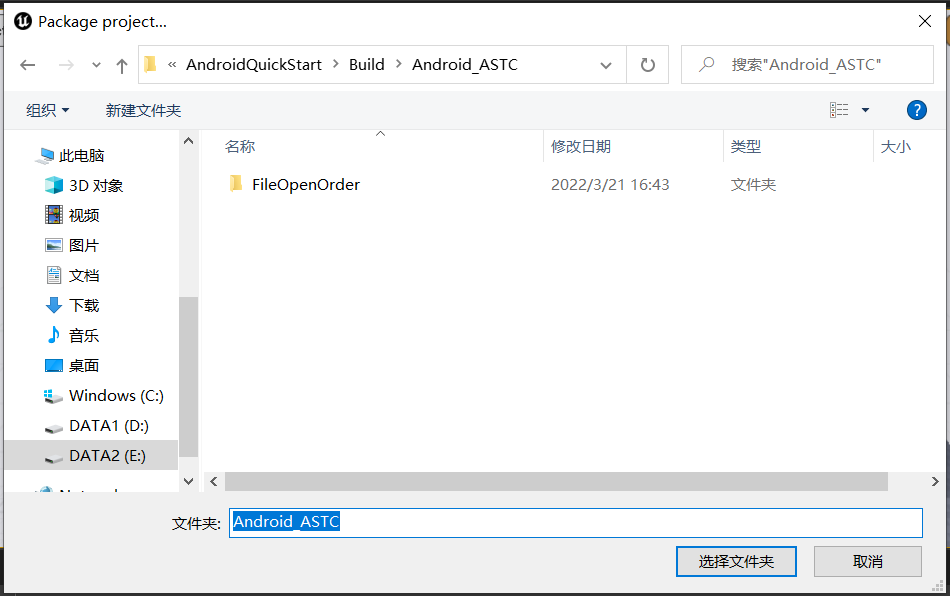 Package project...
« AndroidQuickStart › Build › Android_ASTC
搜索"Android_ASTC"
组织
新建文件夹
名称 修改日期 类型 大小
FileOpenOrder 2022/3/21 16:43 文件夹
此电脑
3D 对象
视频
图片
文档
下载
音乐
桌面
Windows (C:)
DATA1 (D:)
DATA2 (E:)
文件夹: Android_ASTC
选择文件夹 取消